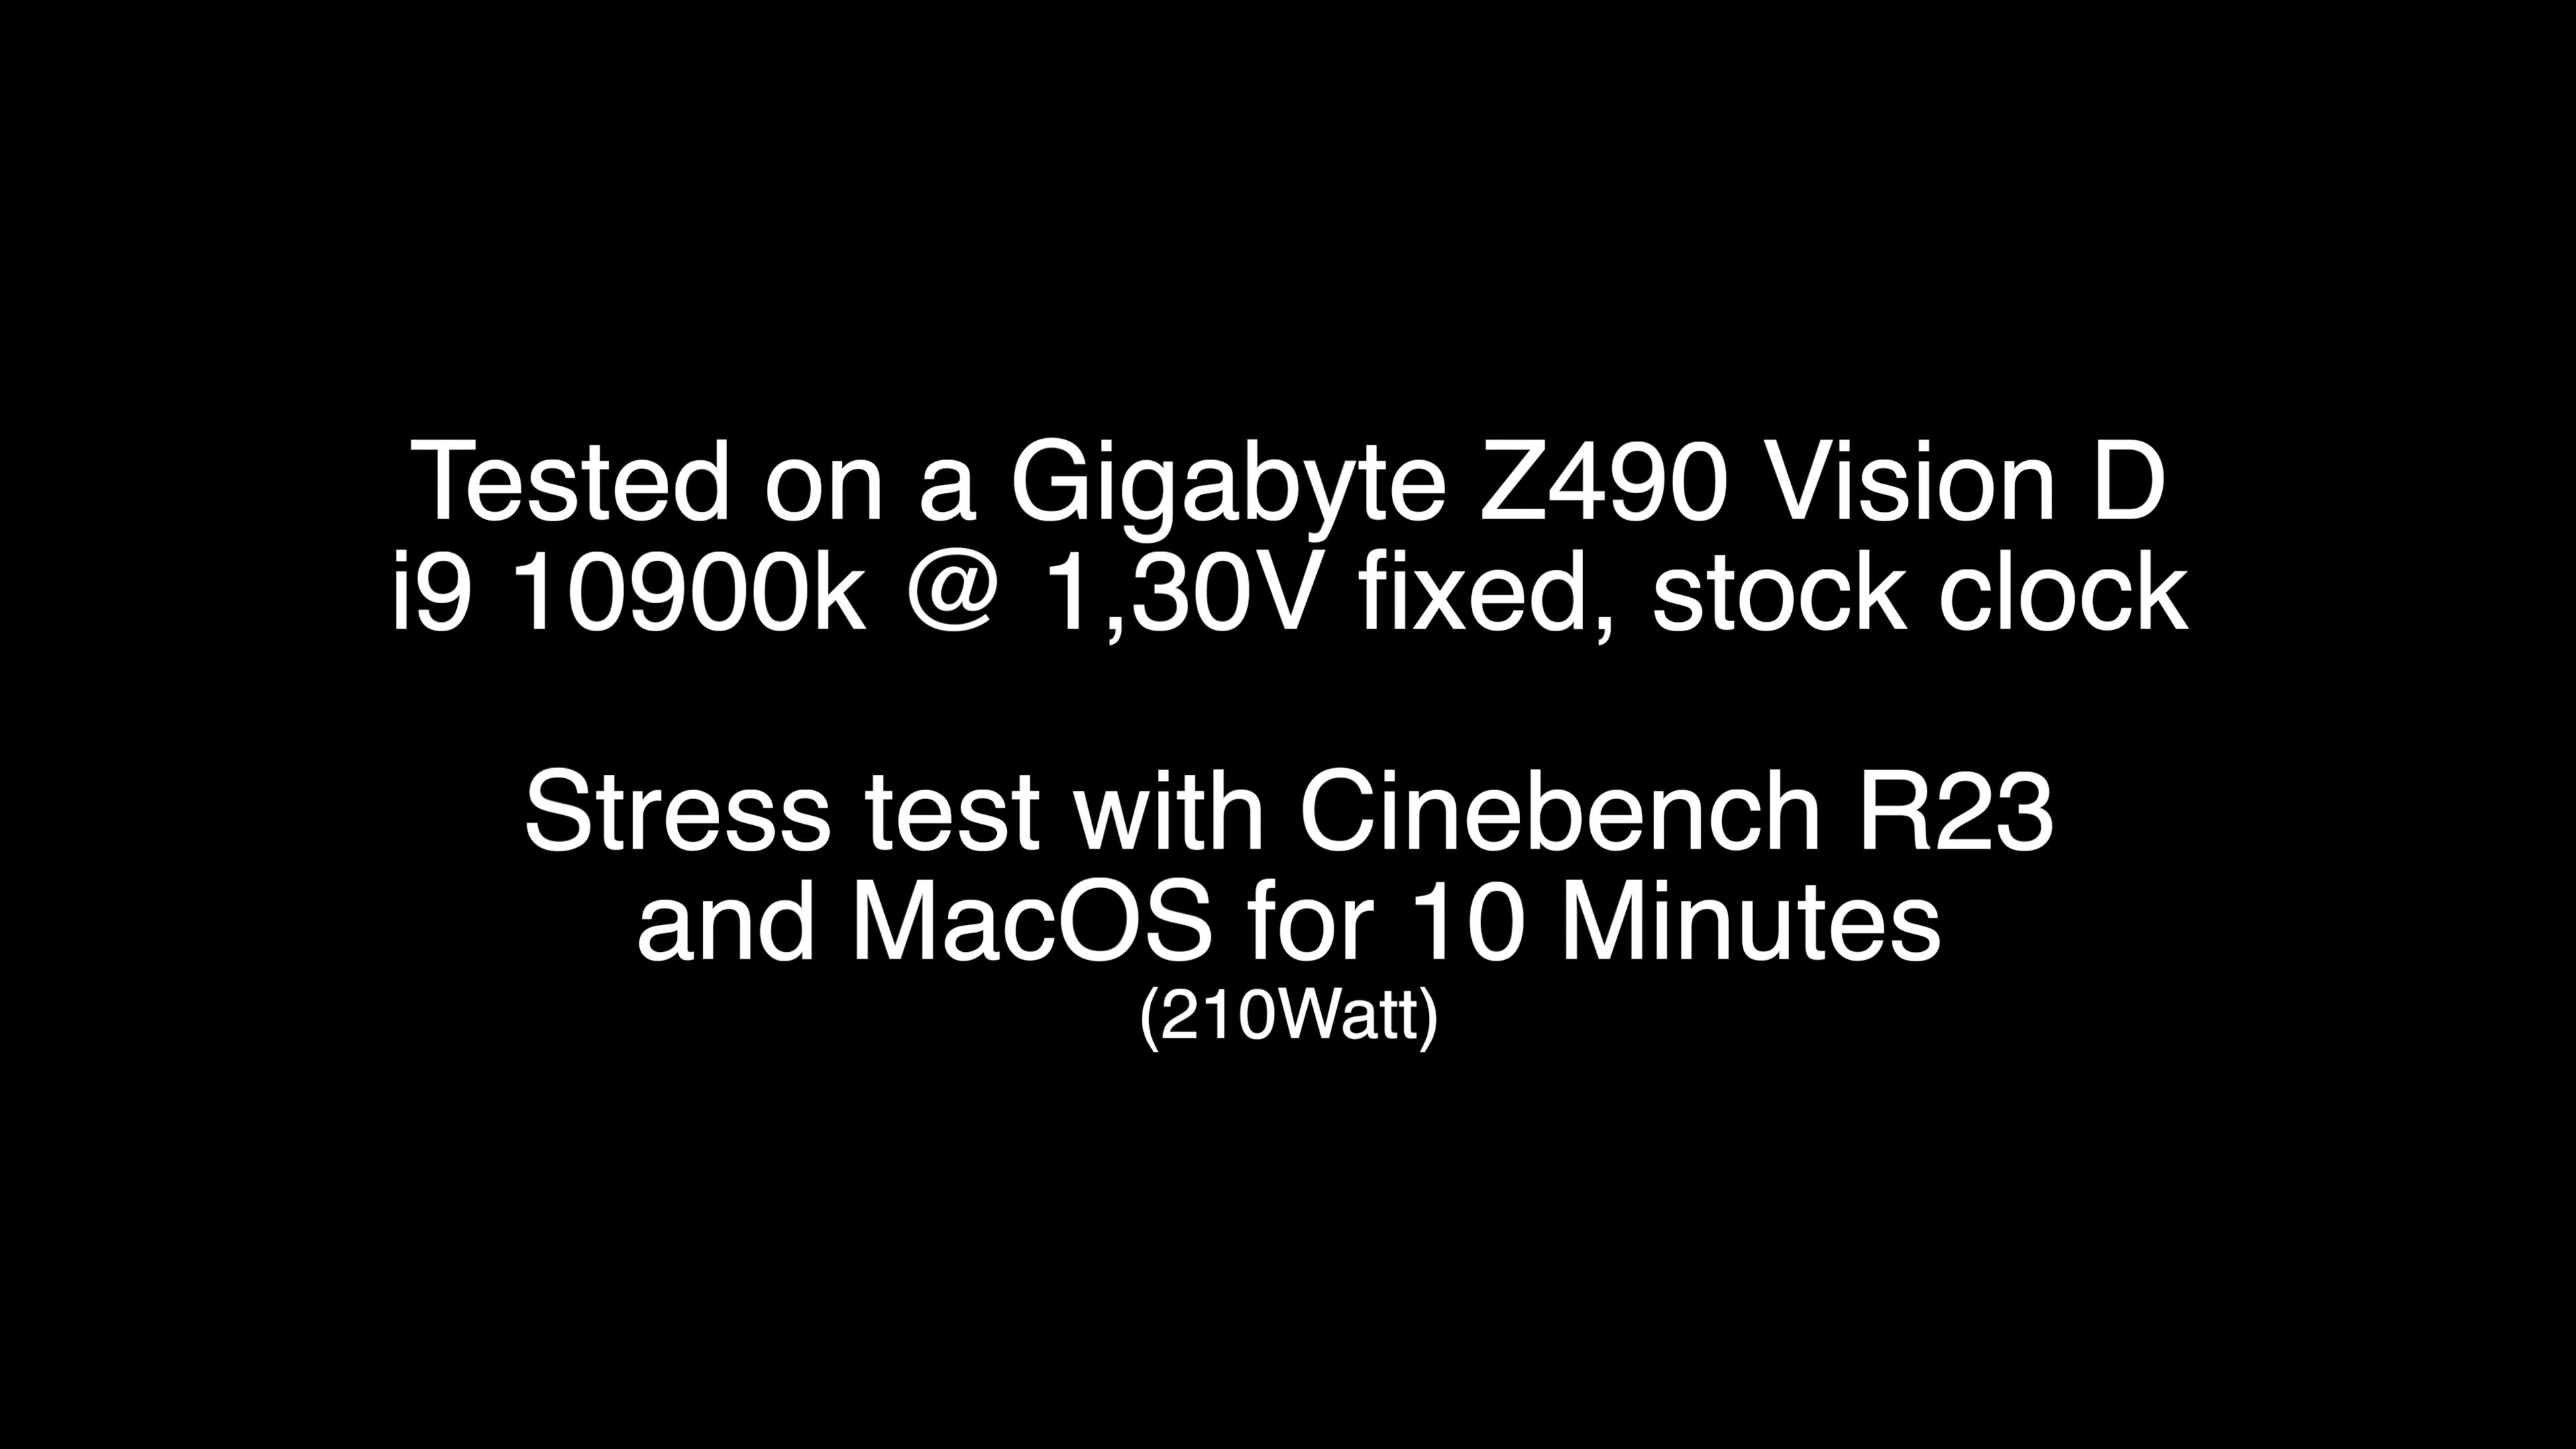 Tested on a Gigabyte Z490 Vision D
i9 10900k @ 1,30V fixed, stock clock
Stress test with Cinebench R23
and MacOS for 10 Minutes
(210Watt)